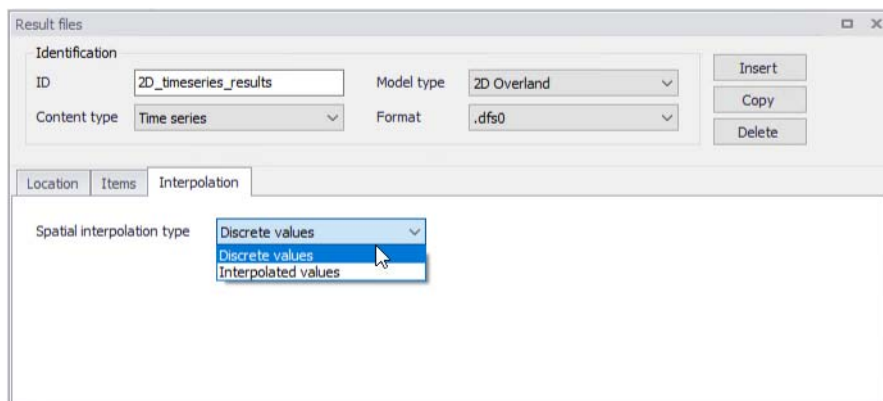 Result files
Identification
ID 2D_timeseries_results Model type 2D Overland Insert
Content type Time series Format .dfs0 Copy
Delete
Location Items Interpolation
Spatial interpolation type Discrete values
Discrete values
Interpolated values